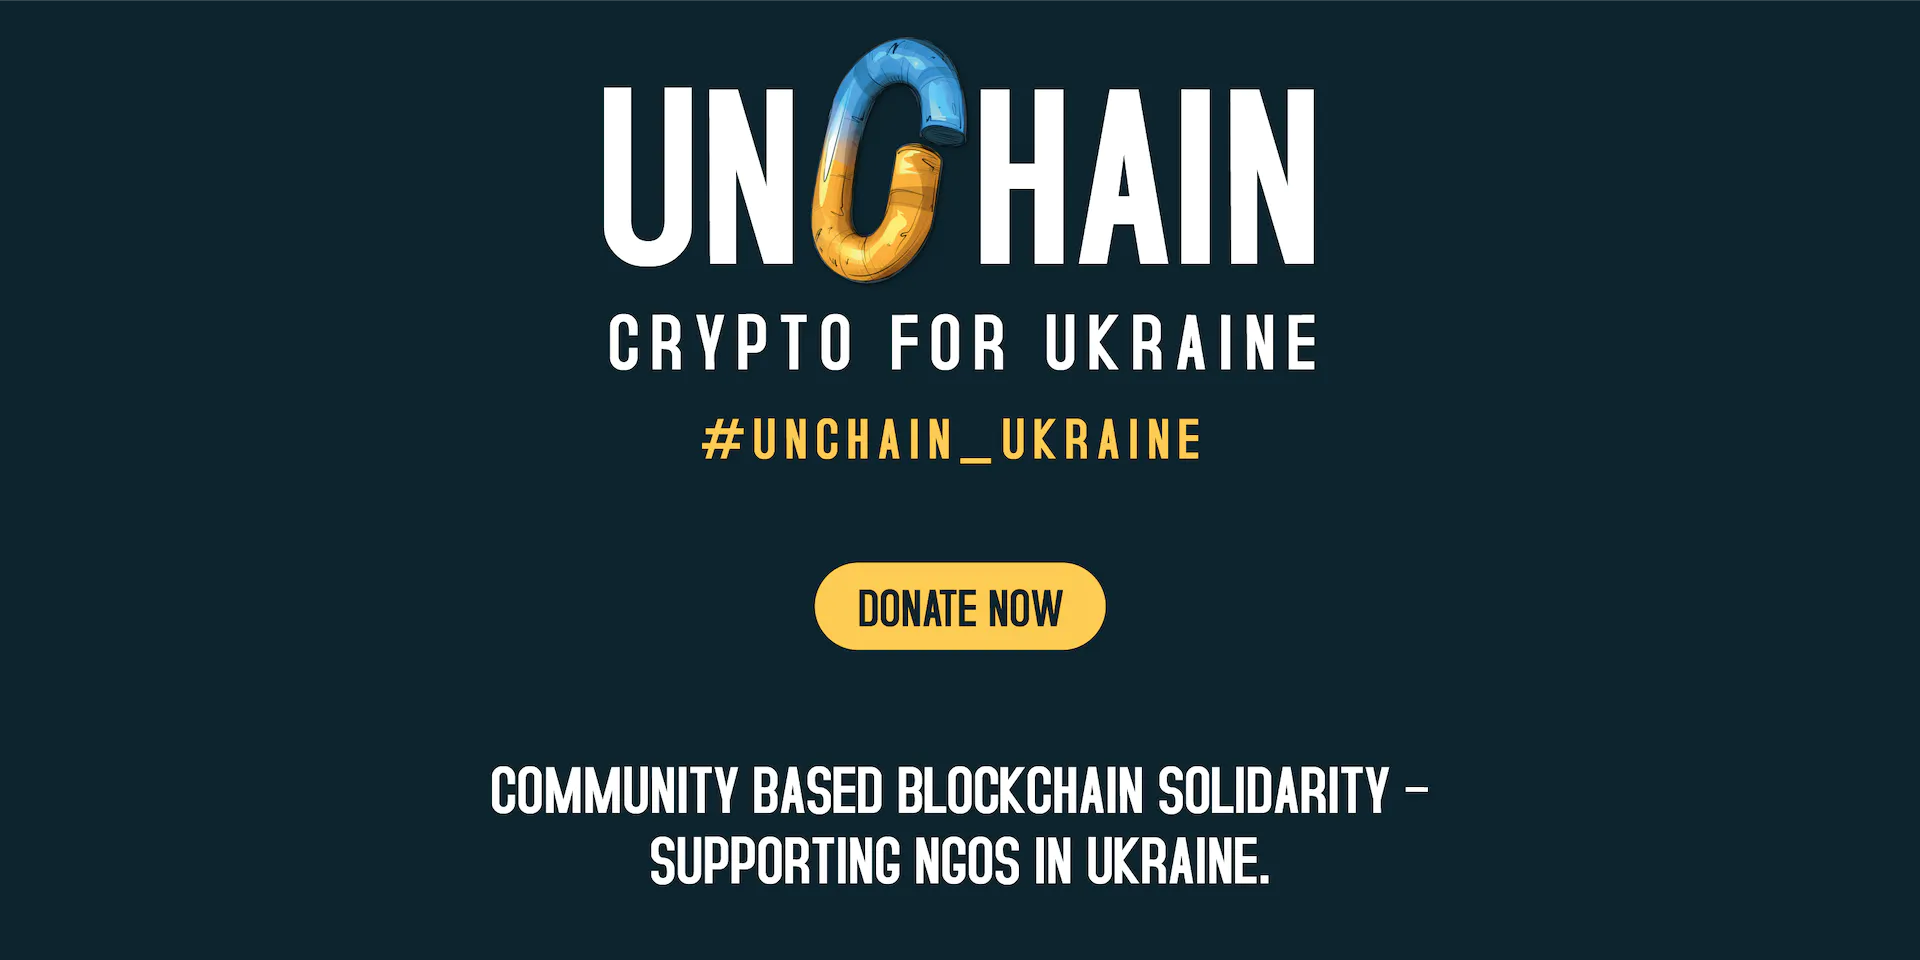 UNCHAIN
CRYPTO FOR UKRAINE
#UNCHAIN_UKRAINE
DONATE NOW
COMMUNITY BASED BLOCKCHAIN SOLIDARITY –
SUPPORTING NGOS IN UKRAINE.